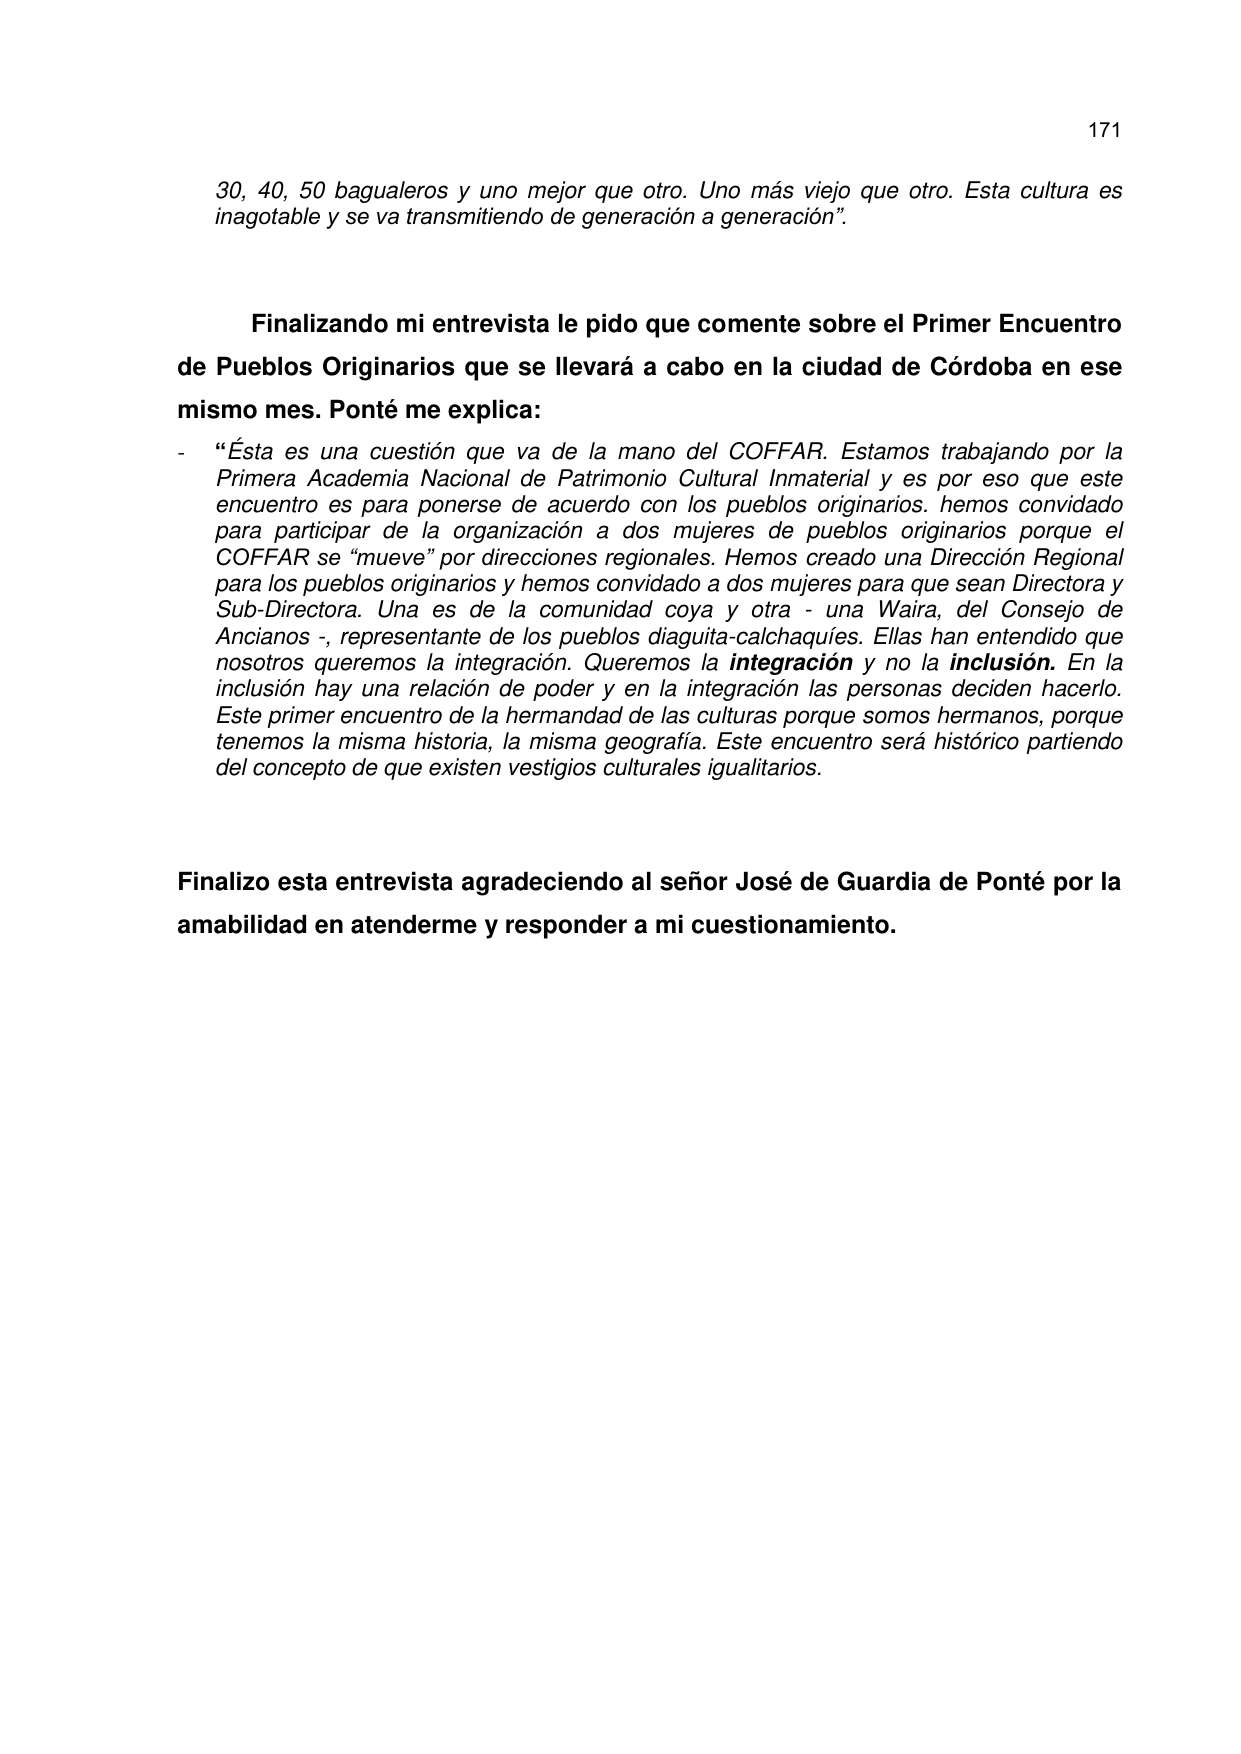 171
30, 40, 50 bagualeros y uno mejor que otro. Uno más viejo que otro. Esta cultura es
inagotable y se va transmitiendo de generación a generación”.
Finalizando mi entrevista le pido que comente sobre el Primer Encuentro
de Pueblos Originarios que se llevará a cabo en la ciudad de Córdoba en ese
mismo mes. Ponté me explica:
- “Ésta es una cuestión que va de la mano del COFFAR. Estamos trabajando por la
Primera Academia Nacional de Patrimonio Cultural Inmaterial y es por eso que este
encuentro es para ponerse de acuerdo con los pueblos originarios. hemos convidado
para participar de la organización a dos mujeres de pueblos originarios porque el
COFFAR se “mueve” por direcciones regionales. Hemos creado una Dirección Regional
para los pueblos originarios y hemos convidado a dos mujeres para que sean Directora y
Sub-Directora. Una es de la comunidad coya y otra - una Waira, del Consejo de
Ancianos -, representante de los pueblos diaguita-calchaquíes. Ellas han entendido que
nosotros queremos la integración. Queremos la integración y no la inclusión. En la
inclusión hay una relación de poder y en la integración las personas deciden hacerlo.
Este primer encuentro de la hermandad de las culturas porque somos hermanos, porque
tenemos la misma historia, la misma geografía. Este encuentro será histórico partiendo
del concepto de que existen vestigios culturales igualitarios.
Finalizo esta entrevista agradeciendo al señor José de Guardia de Ponté por la
amabilidad en atenderme y responder a mi cuestionamiento.